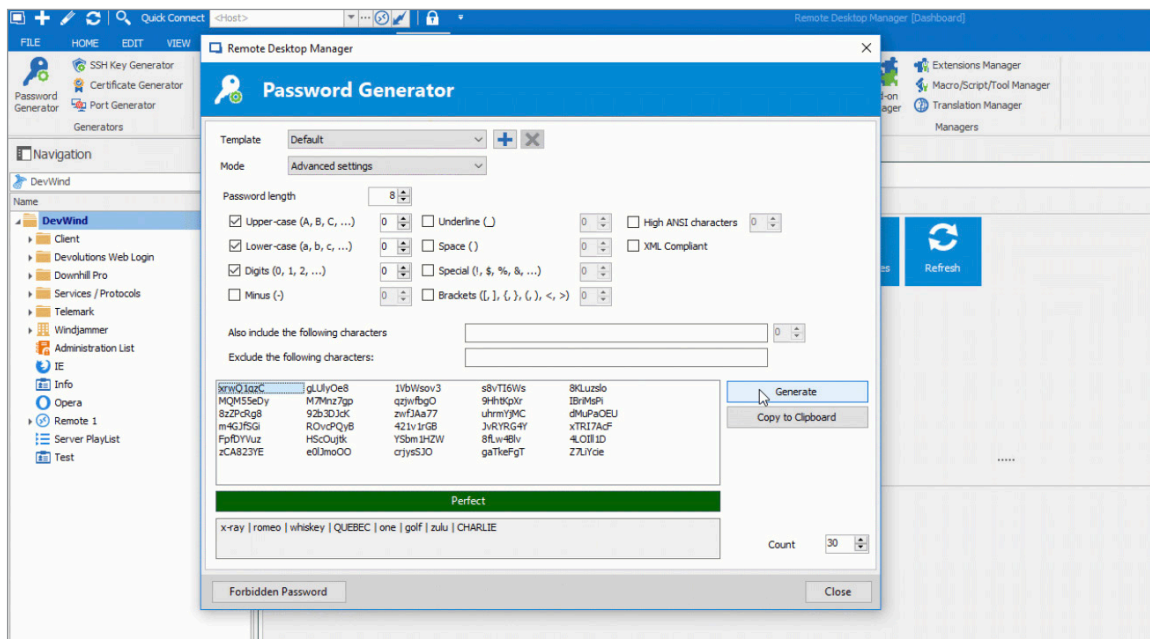 Quick Connect <Host> Remote Desktop Manager [Dashboard]
FILE HOME EDIT VIEW
Password Generator
SSH Key Generator
Certificate Generator
Port Generator
Generators
Extensions Manager
Macro/Script/Tool Manager
Translation Manager
Managers
Navigation
DevWind
Name
DevWind
Client
Devolutions Web Login
Downhill Pro
Services / Protocols
Telemark
Windjammer
Administration List
IE
Info
Opera
Remote 1
Server PlayList
Test
Remote Desktop Manager
Password Generator
Template Default
Mode Advanced settings
Password length 8
Upper-case (A, B, C, ...) 0 Underline (_) 0 High ANSI characters 0
Lower-case (a, b, c, ...) 0 Space ( ) 0 XML Compliant
Digits (0, 1, 2, ...) 0 Special (!, $, %, &, ...) 0
Minus (-) 0 Brackets ([, ], {, }, (, ), <, >) 0
Also include the following characters 0
Exclude the following characters:
xrwQ1gzC gLUlyOe8 1VbWsov3 s8vTI6Ws 8KLuzslo
MQM55eDy M7Mnz7gp qzjwfbgO 9HhtKpXr IBriMsPi
8zZPcRg8 92b3DJcK zwfJAa77 uhrmYjMC dMuPaOEU
m4GJfSGi ROvcPQyB 421v1rGB JvRYRG4Y xTRI7AcF
FpfDYVuz HScOujtk YSbm1HZW 8fLw4Blv 4LOIll1D
zCA823YE e0lJmoOO crjysSJO gaTkeFgT Z7LiYcie
Generate
Copy to Clipboard
Perfect
x-ray | romeo | whiskey | QUEBEC | one | golf | zulu | CHARLIE
Count 30
Forbidden Password Close
Refresh
.....